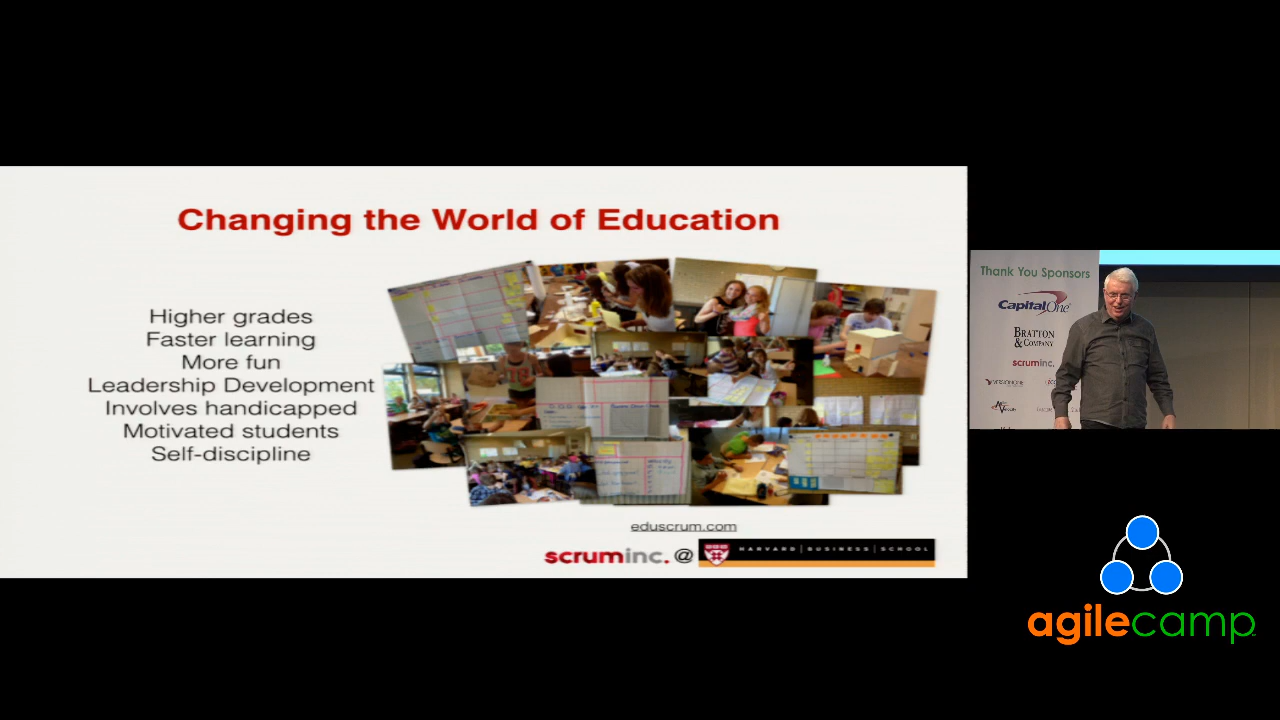 Changing the World of Education
Higher grades
Faster learning
More fun
Leadership Development
Involves handicapped
Motivated students
Self-discipline
eduscrum.com
scruminc. @ HARVARD | BUSINESS | SCHOOL
Thank You Sponsors
Capital One
BRATTON
& COMPANY
scruminc.
agilecamp